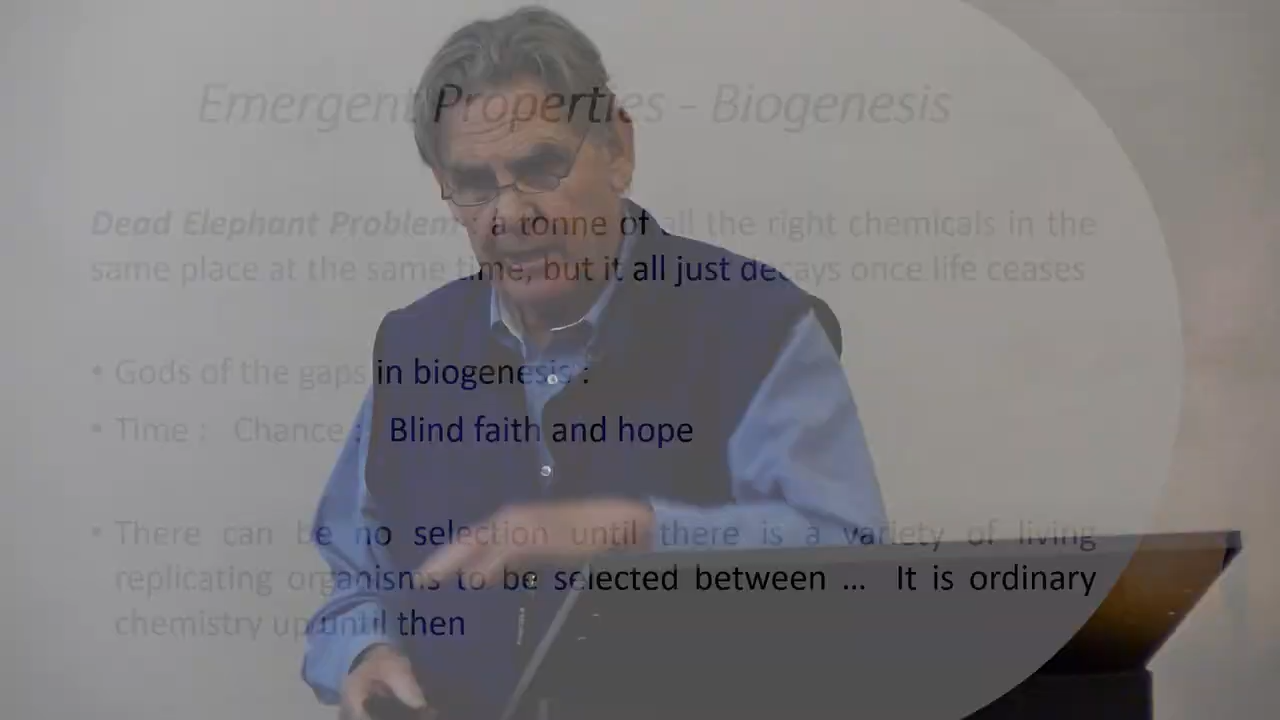 Emergent Properties - Biogenesis
Dead Elephant Problem: a tonne of all the right chemicals in the
same place at the same time, but it all just decays once life ceases
• Gods of the gaps in biogenesis :
• Time : Chance : Blind faith and hope
• There can be no selection until there is a variety of living
replicating organisms to be selected between ... It is ordinary
chemistry up until then